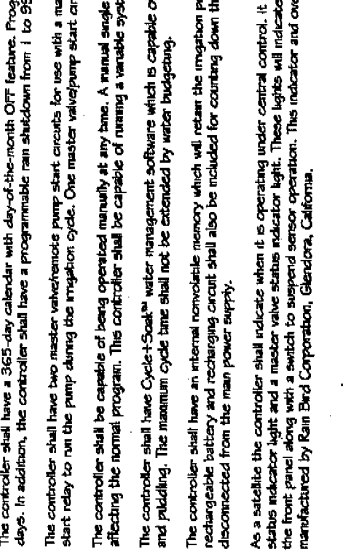 The controller shall have a 365-day calendar with day-of-the-month OFF feature. Prog
days. In addition, the controller shall have a programmable rain shutdown from 1 to 99
The controller shall have two master valve/remote pump start circuits for use with a ma
start relay to run the pump during the irrigation cycle. One master valve/pump start cir
The controller shall be capable of being operated manually at any time. A manual single
affecting the normal program. This controller shall be capable of running a variable syst
The controller shall have Cycle+Soak™ water management software which is capable o
and puddling. The maximum cycle time shall not be extended by water budgeting.
The controller shall have an internal nonvolatile memory which will retain the irrigation p
rechargeable battery and recharging circuit shall also be included for counting down th
disconnected from the main power supply.
As a satellite the controller shall indicate when it is operating under central control. It
status indicator light and a master valve status indicator light. These lights will indicate
the front panel along with a switch to suspend sensor operation. This indicator and ove
manufactured by Rain Bird Corporation, Glendora, California.